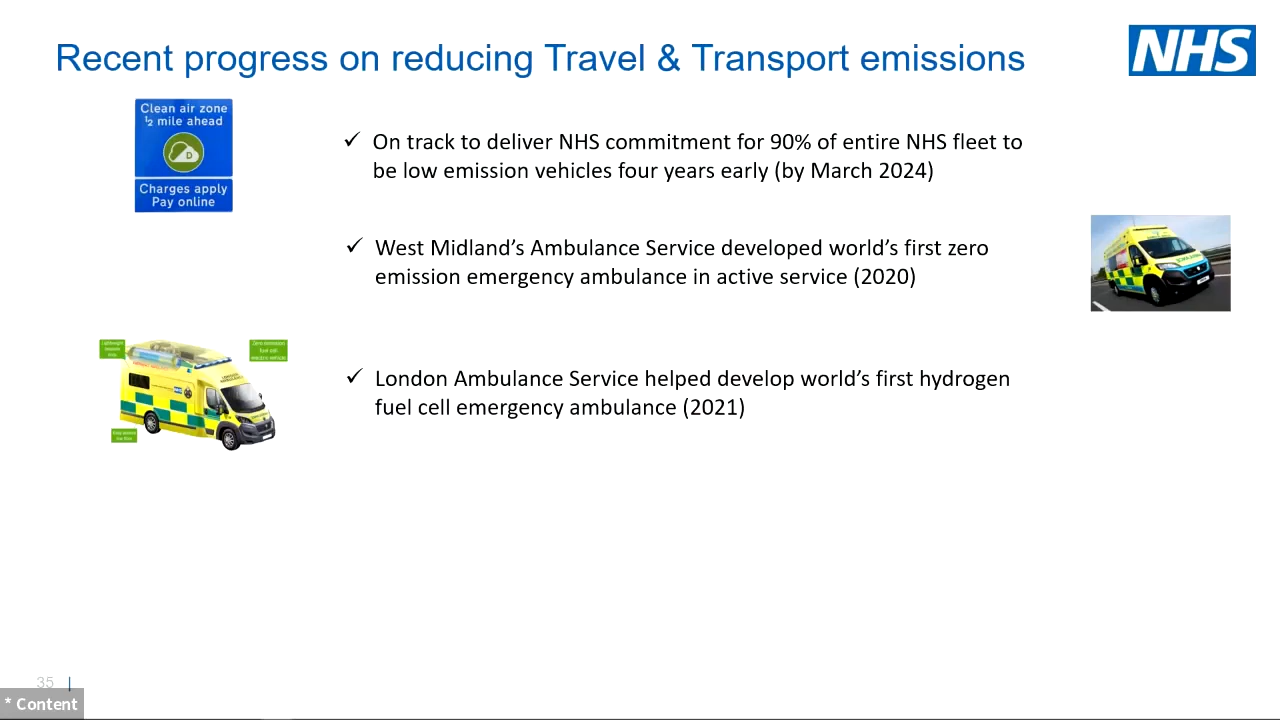 Recent progress on reducing Travel & Transport emissions
NHS
Clean air zone
½ mile ahead
D
Charges apply
Pay online
✓ On track to deliver NHS commitment for 90% of entire NHS fleet to
be low emission vehicles four years early (by March 2024)
✓ West Midland’s Ambulance Service developed world’s first zero
emission emergency ambulance in active service (2020)
✓ London Ambulance Service helped develop world’s first hydrogen
fuel cell emergency ambulance (2021)
35 |
* Content